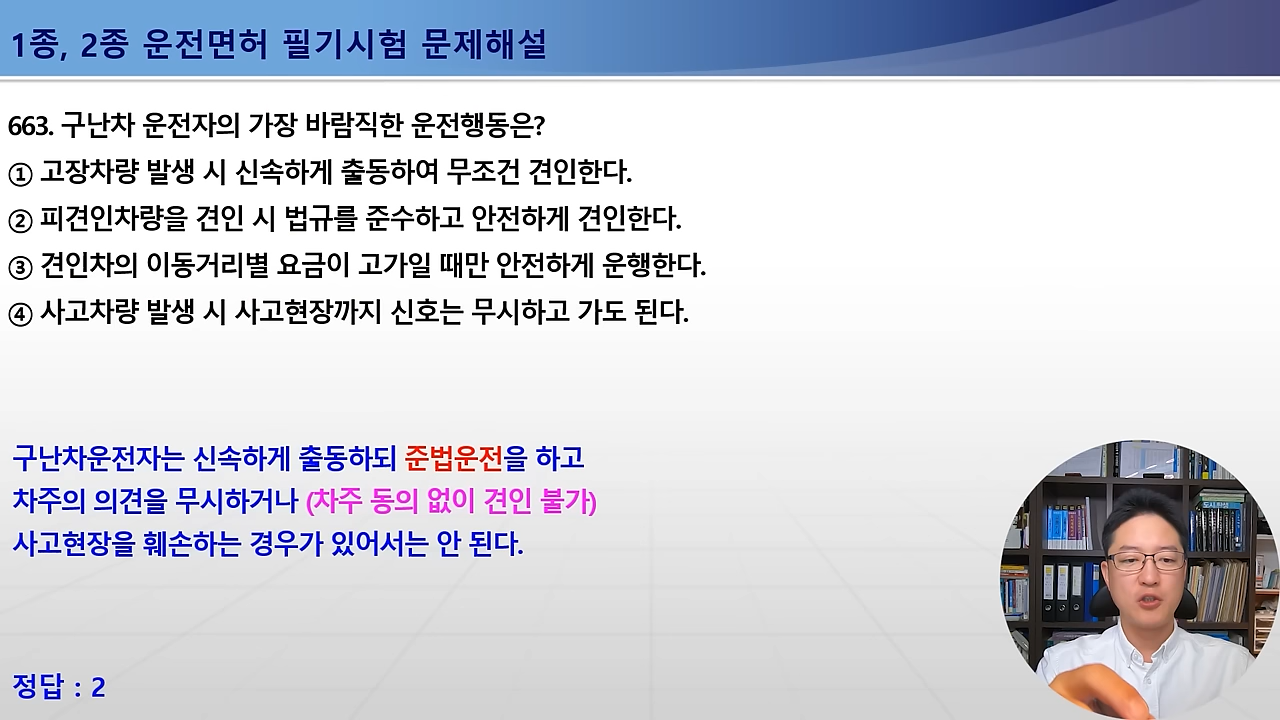 1종, 2종 운전면허 필기시험 문제해설
663. 구난차 운전자의 가장 바람직한 운전행동은?
① 고장차량 발생 시 신속하게 출동하여 무조건 견인한다.
② 피견인차량을 견인 시 법규를 준수하고 안전하게 견인한다.
③ 견인차의 이동거리별 요금이 고가일 때만 안전하게 운행한다.
④ 사고차량 발생 시 사고현장까지 신호는 무시하고 가도 된다.
구난차운전자는 신속하게 출동하되 준법운전을 하고
차주의 의견을 무시하거나 (차주 동의 없이 견인 불가)
사고현장을 훼손하는 경우가 있어서는 안 된다.
정답 : 2